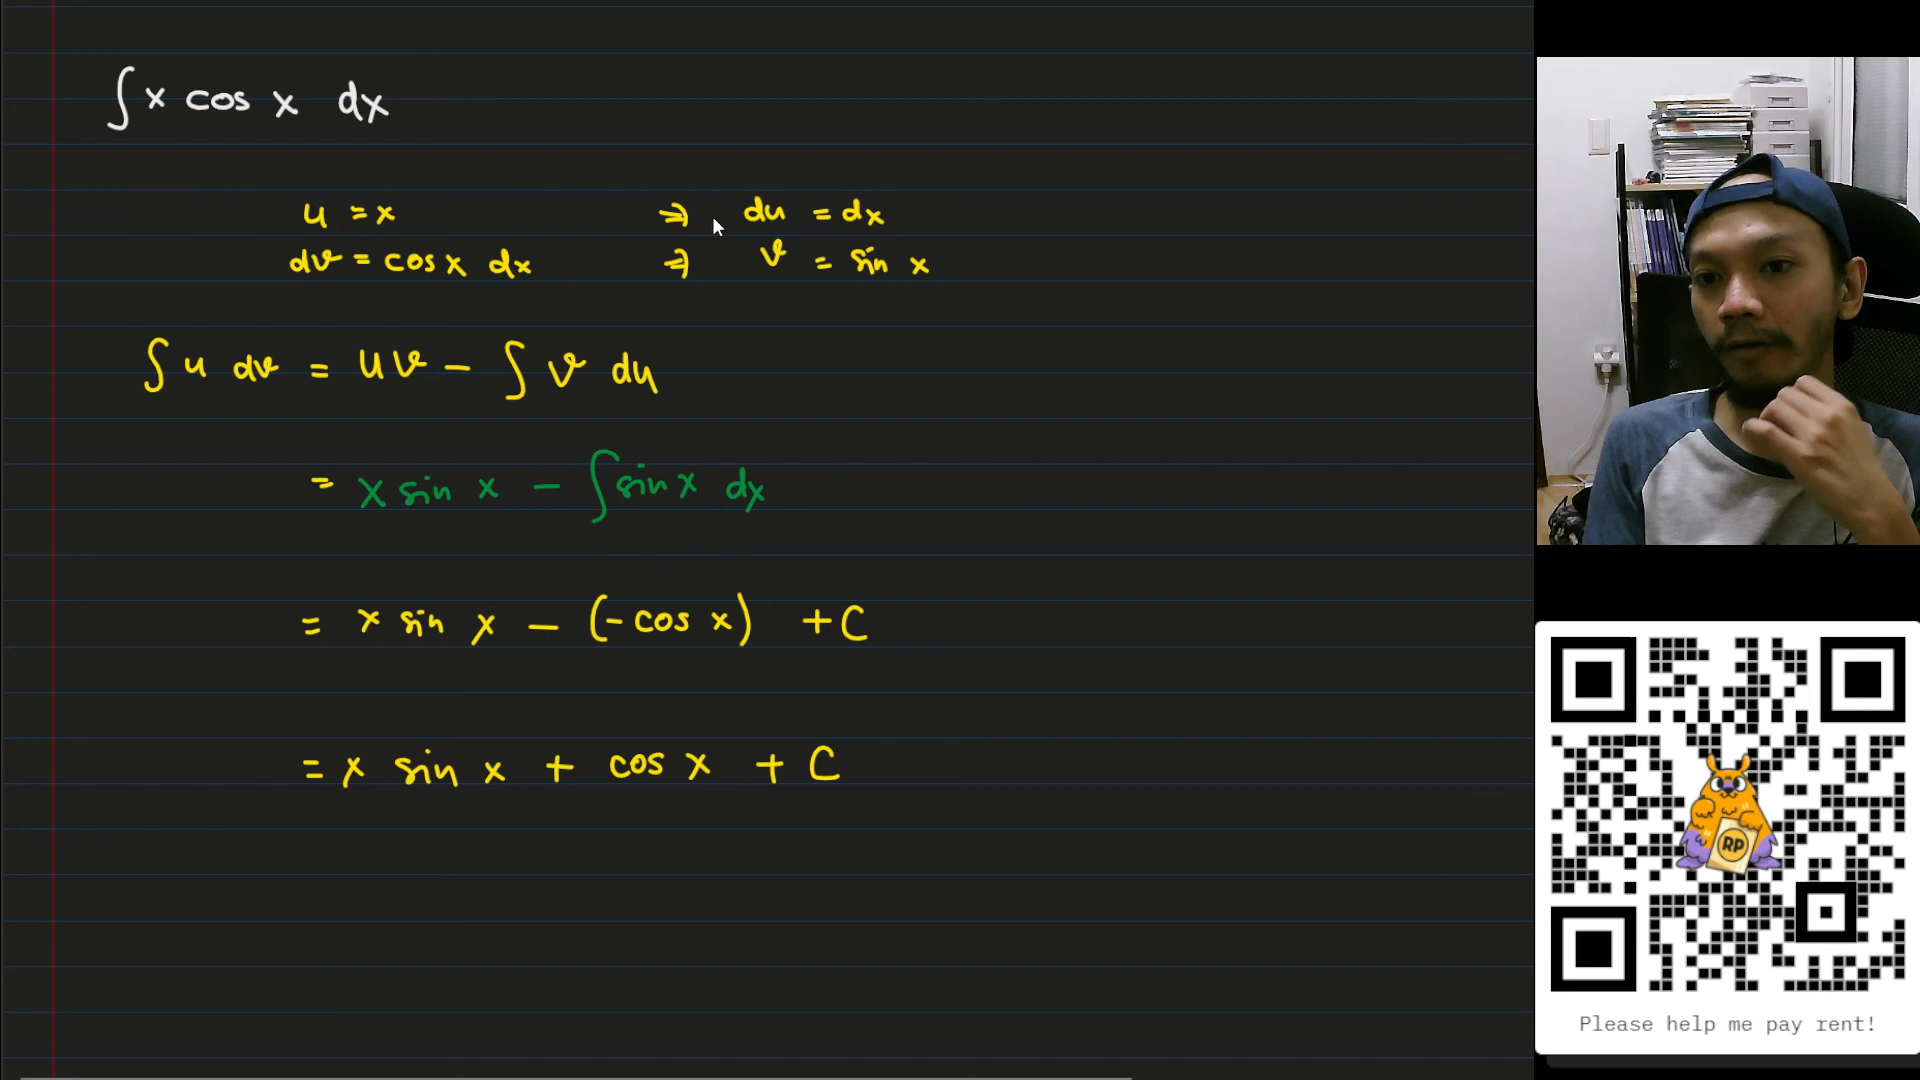 ∫ x cos x dx
u = x ⇒ du = dx
dv = cos x dx ⇒ v = sin x
∫ u dv = uv − ∫ v du
= x sin x − ∫ sin x dx
= x sin x − (− cos x) + C
= x sin x + cos x + C
RP
Please help me pay rent!